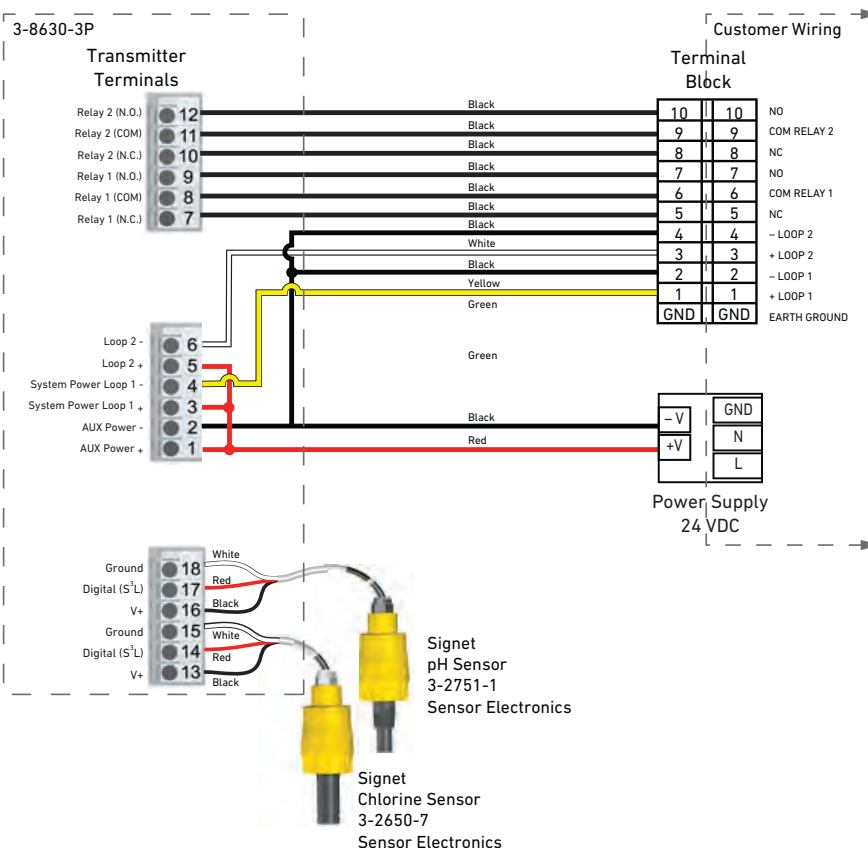 3-8630-3P
Customer Wiring
Transmitter
Terminals
Terminal
Block
Relay 2 (N.O.) 12 Black 10 10 NO
Relay 2 (COM) 11 Black 9 9 COM RELAY 2
Relay 2 (N.C.) 10 Black 8 8 NC
Relay 1 (N.O.) 9 Black 7 7 NO
Relay 1 (COM) 8 Black 6 6 COM RELAY 1
Relay 1 (N.C.) 7 Black 5 5 NC
Black 4 4 – LOOP 2
White 3 3 + LOOP 2
Black 2 2 – LOOP 1
Yellow 1 1 + LOOP 1
Green GND GND EARTH GROUND
Loop 2 - 6
Loop 2 + 5 Green
System Power Loop 1 - 4
System Power Loop 1 + 3
AUX Power - 2 Black – V GND
AUX Power + 1 Red +V N
L
Power Supply
24 VDC
Ground 18 White
Digital (S³L) 17 Red
V+ 16 Black
Ground 15 White
Digital (S³L) 14 Red
V+ 13 Black
Signet
pH Sensor
3-2751-1
Sensor Electronics
Signet
Chlorine Sensor
3-2650-7
Sensor Electronics